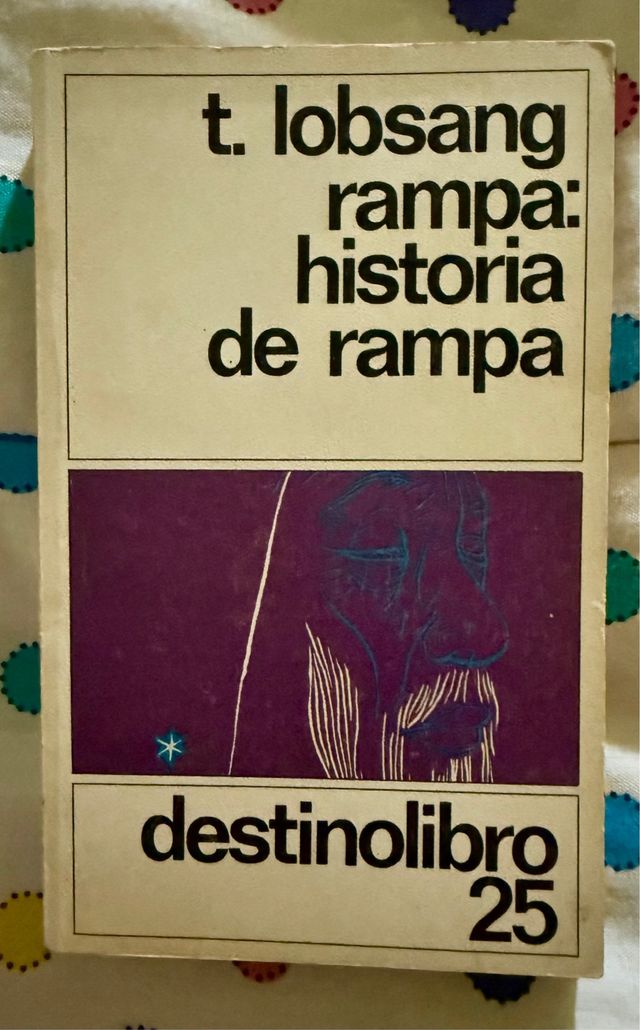 t. lobsang
rampa:
historia
de rampa
destinolibro
25